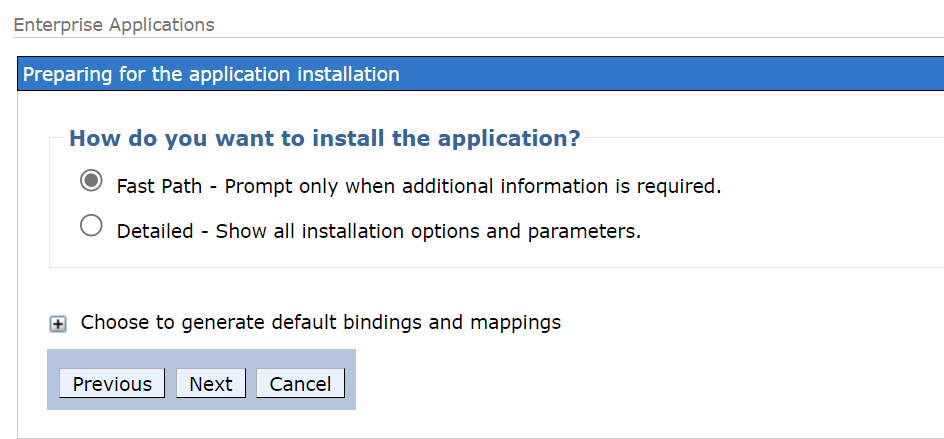 Enterprise Applications
Preparing for the application installation
How do you want to install the application?
Fast Path - Prompt only when additional information is required.
Detailed - Show all installation options and parameters.
Choose to generate default bindings and mappings
Previous Next Cancel